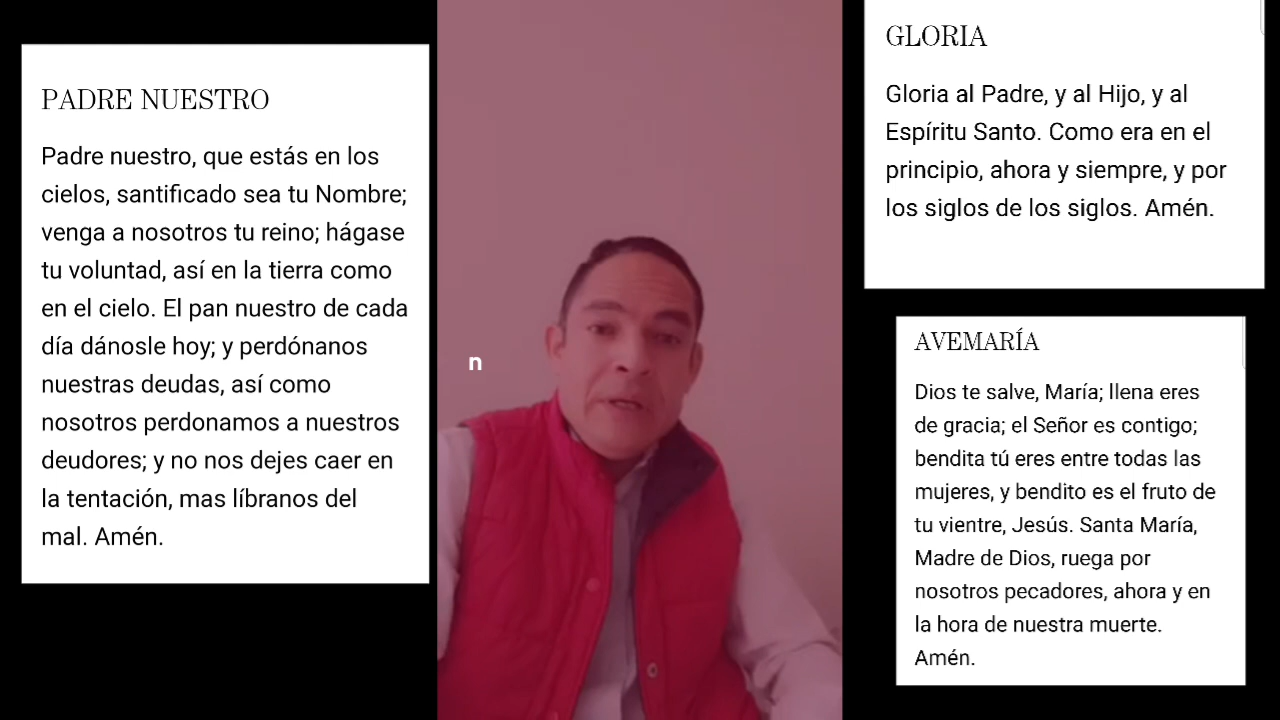 PADRE NUESTRO
Padre nuestro, que estás en los
cielos, santificado sea tu Nombre;
venga a nosotros tu reino; hágase
tu voluntad, así en la tierra como
en el cielo. El pan nuestro de cada
día dánosle hoy; y perdónanos
nuestras deudas, así como
nosotros perdonamos a nuestros
deudores; y no nos dejes caer en
la tentación, mas líbranos del
mal. Amén.
n
GLORIA
Gloria al Padre, y al Hijo, y al
Espíritu Santo. Como era en el
principio, ahora y siempre, y por
los siglos de los siglos. Amén.
AVEMARÍA
Dios te salve, María; llena eres
de gracia; el Señor es contigo;
bendita tú eres entre todas las
mujeres, y bendito es el fruto de
tu vientre, Jesús. Santa María,
Madre de Dios, ruega por
nosotros pecadores, ahora y en
la hora de nuestra muerte.
Amén.